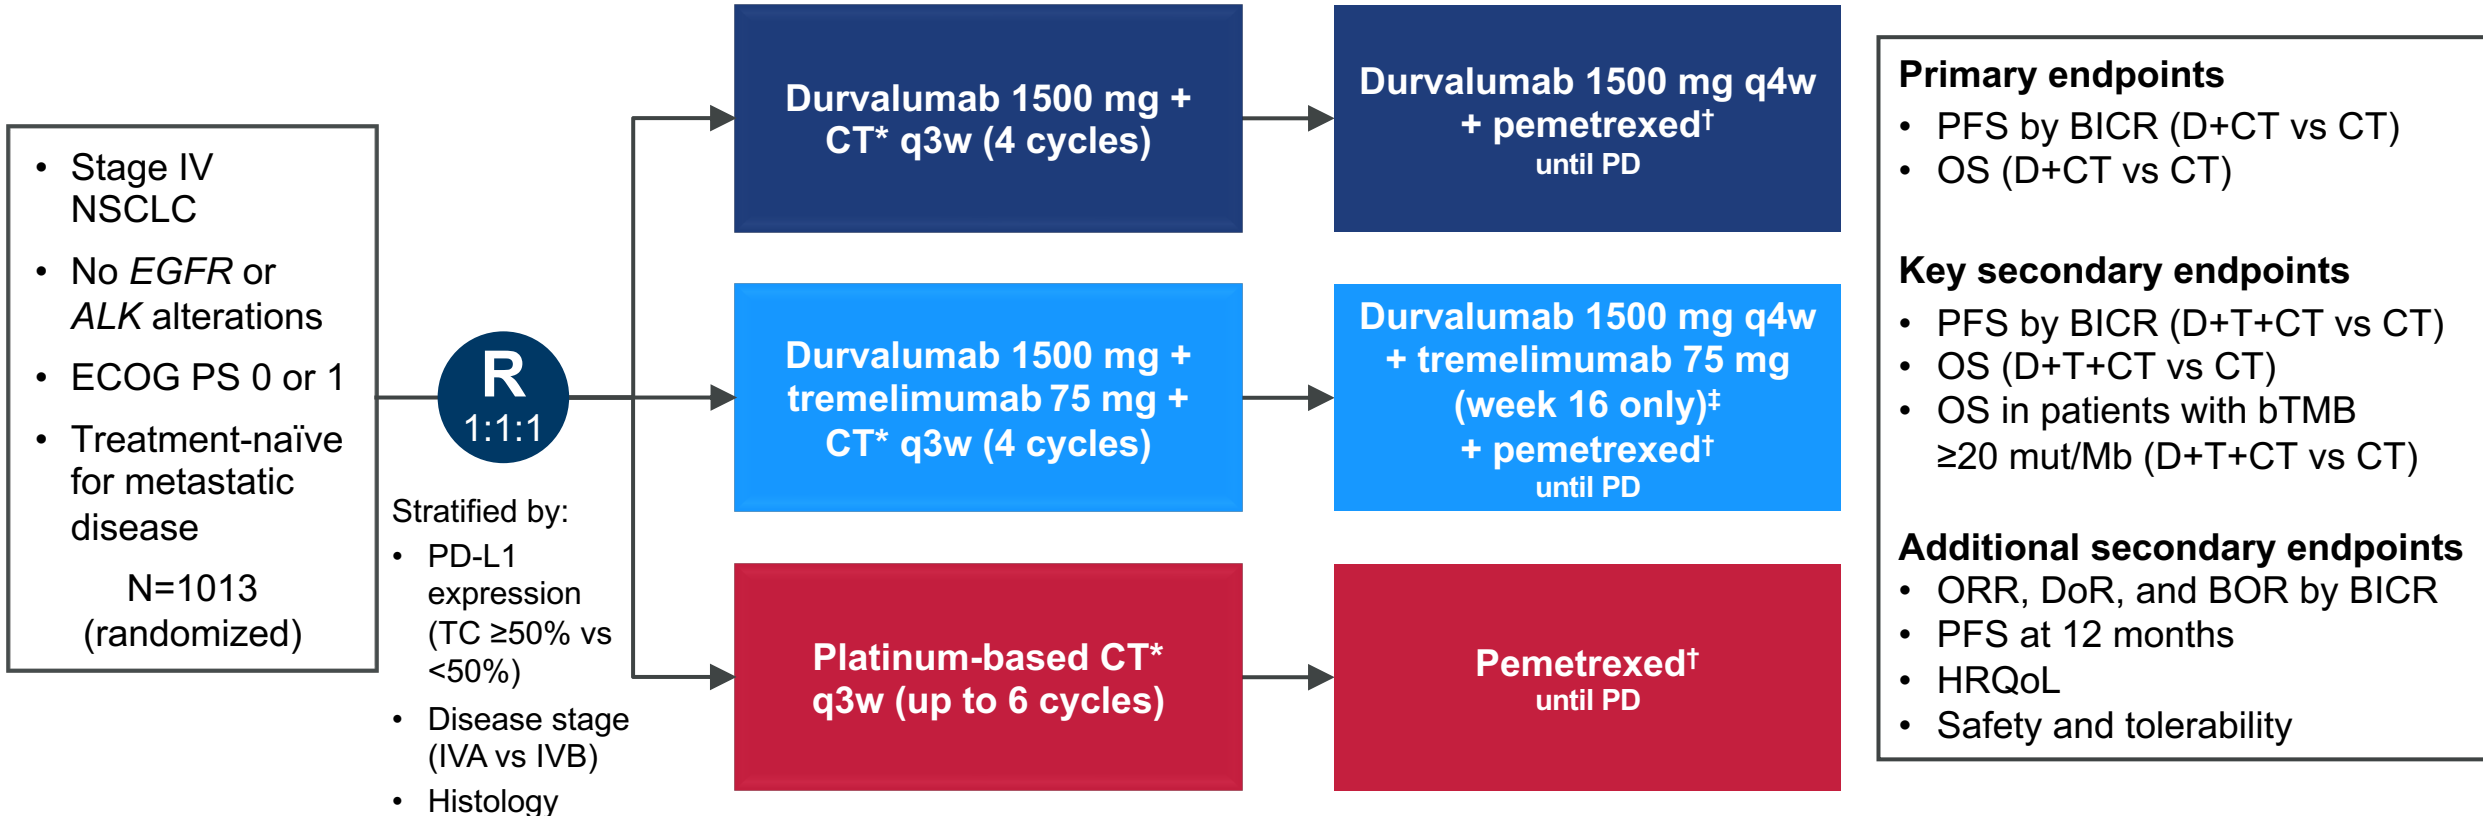 • Stage IV
NSCLC
• No EGFR or
ALK alterations
• ECOG PS 0 or 1
• Treatment-naïve
for metastatic
disease
N=1013
(randomized)
R
1:1:1
Stratified by:
• PD-L1
expression
(TC ≥50% vs
<50%)
• Disease stage
(IVA vs IVB)
• Histology
Durvalumab 1500 mg +
CT* q3w (4 cycles)
Durvalumab 1500 mg q4w
+ pemetrexed†
until PD
Durvalumab 1500 mg +
tremelimumab 75 mg +
CT* q3w (4 cycles)
Durvalumab 1500 mg q4w
+ tremelimumab 75 mg
(week 16 only)‡
+ pemetrexed†
until PD
Platinum-based CT*
q3w (up to 6 cycles)
Pemetrexed†
until PD
Primary endpoints
• PFS by BICR (D+CT vs CT)
• OS (D+CT vs CT)
Key secondary endpoints
• PFS by BICR (D+T+CT vs CT)
• OS (D+T+CT vs CT)
• OS in patients with bTMB
≥20 mut/Mb (D+T+CT vs CT)
Additional secondary endpoints
• ORR, DoR, and BOR by BICR
• PFS at 12 months
• HRQoL
• Safety and tolerability